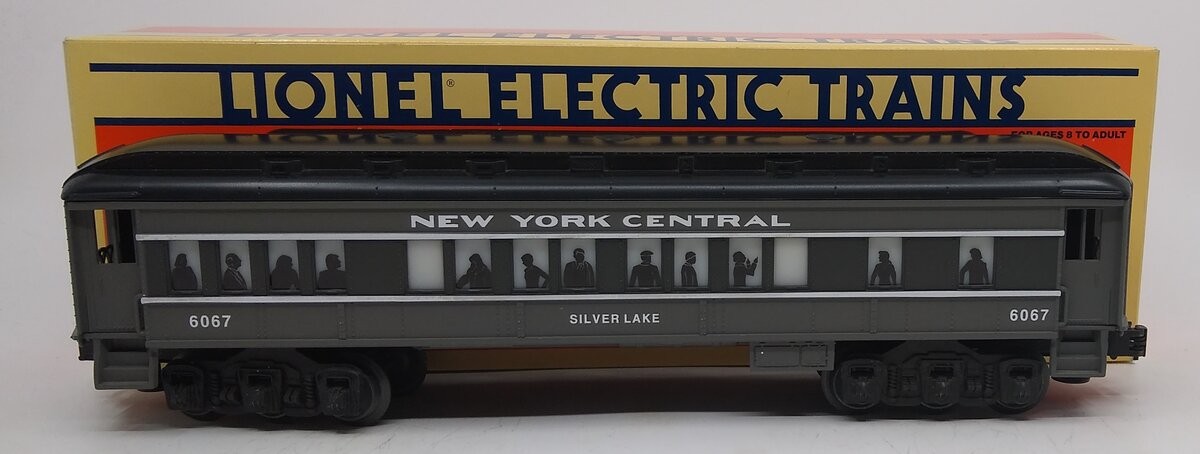 LIONEL® ELECTRIC TRAINS
FOR AGES 8 TO ADULT
NEW YORK CENTRAL
6067 SILVER LAKE 6067